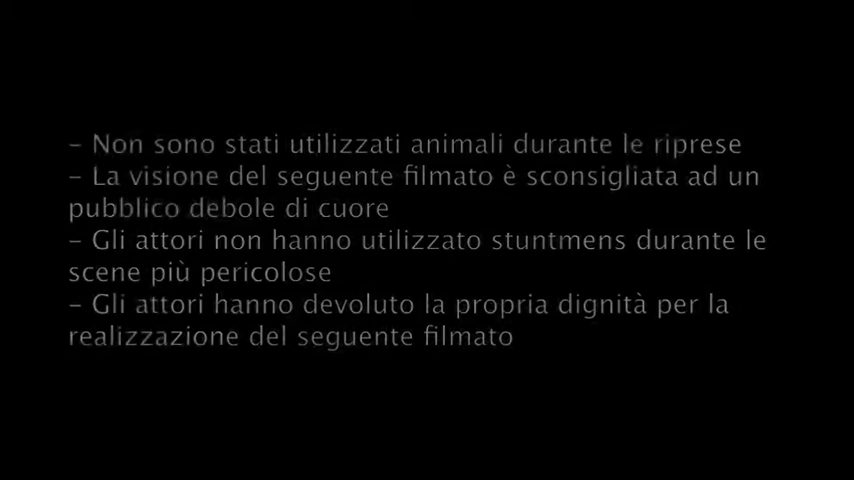 – Non sono stati utilizzati animali durante le riprese
– La visione del seguente filmato è sconsigliata ad un
pubblico debole di cuore
– Gli attori non hanno utilizzato stuntmens durante le
scene più pericolose
– Gli attori hanno devoluto la propria dignità per la
realizzazione del seguente filmato